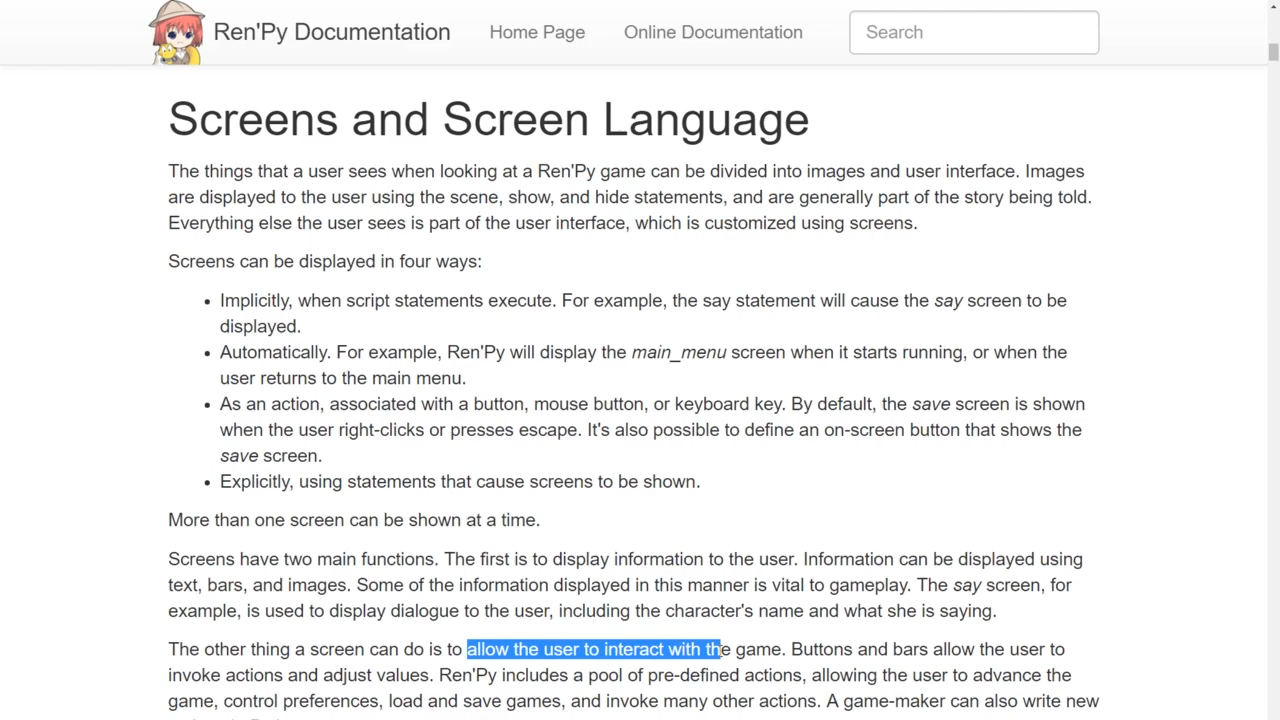 Ren'Py Documentation Home Page Online Documentation Search
Screens and Screen Language
The things that a user sees when looking at a Ren'Py game can be divided into images and user interface. Images
are displayed to the user using the scene, show, and hide statements, and are generally part of the story being told.
Everything else the user sees is part of the user interface, which is customized using screens.
Screens can be displayed in four ways:
• Implicitly, when script statements execute. For example, the say statement will cause the say screen to be
displayed.
• Automatically. For example, Ren'Py will display the main_menu screen when it starts running, or when the
user returns to the main menu.
• As an action, associated with a button, mouse button, or keyboard key. By default, the save screen is shown
when the user right-clicks or presses escape. It's also possible to define an on-screen button that shows the
save screen.
• Explicitly, using statements that cause screens to be shown.
More than one screen can be shown at a time.
Screens have two main functions. The first is to display information to the user. Information can be displayed using
text, bars, and images. Some of the information displayed in this manner is vital to gameplay. The say screen, for
example, is used to display dialogue to the user, including the character's name and what she is saying.
The other thing a screen can do is to allow the user to interact with the game. Buttons and bars allow the user to
invoke actions and adjust values. Ren'Py includes a pool of pre-defined actions, allowing the user to advance the
game, control preferences, load and save games, and invoke many other actions. A game-maker can also write new